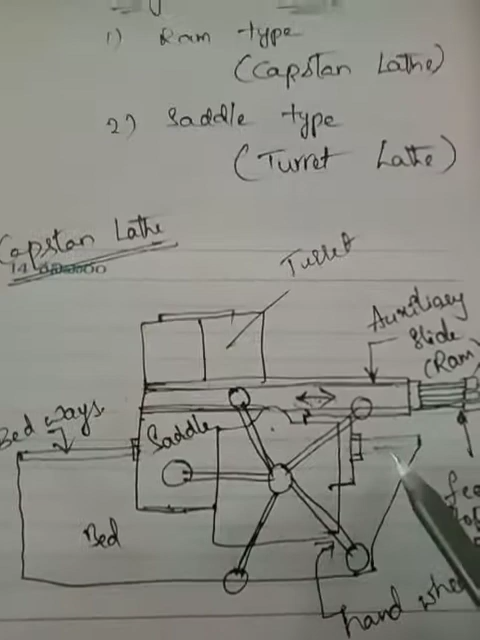 1) Ram type
(Capstan Lathe)
2) Saddle type
(Turret Lathe)
Capstan Lathe
Turret
Auxiliary
slide
(Ram)
Bed ways.
Saddle
Bed
hand whe